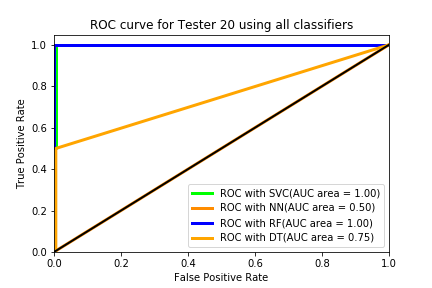 ROC curve for Tester 20 using all classifiers
True Positive Rate
1.0
0.8
0.6
0.4
0.2
0.0
ROC with SVC(AUC area = 1.00)
ROC with NN(AUC area = 0.50)
ROC with RF(AUC area = 1.00)
ROC with DT(AUC area = 0.75)
0.0 0.2 0.4 0.6 0.8 1.0
False Positive Rate